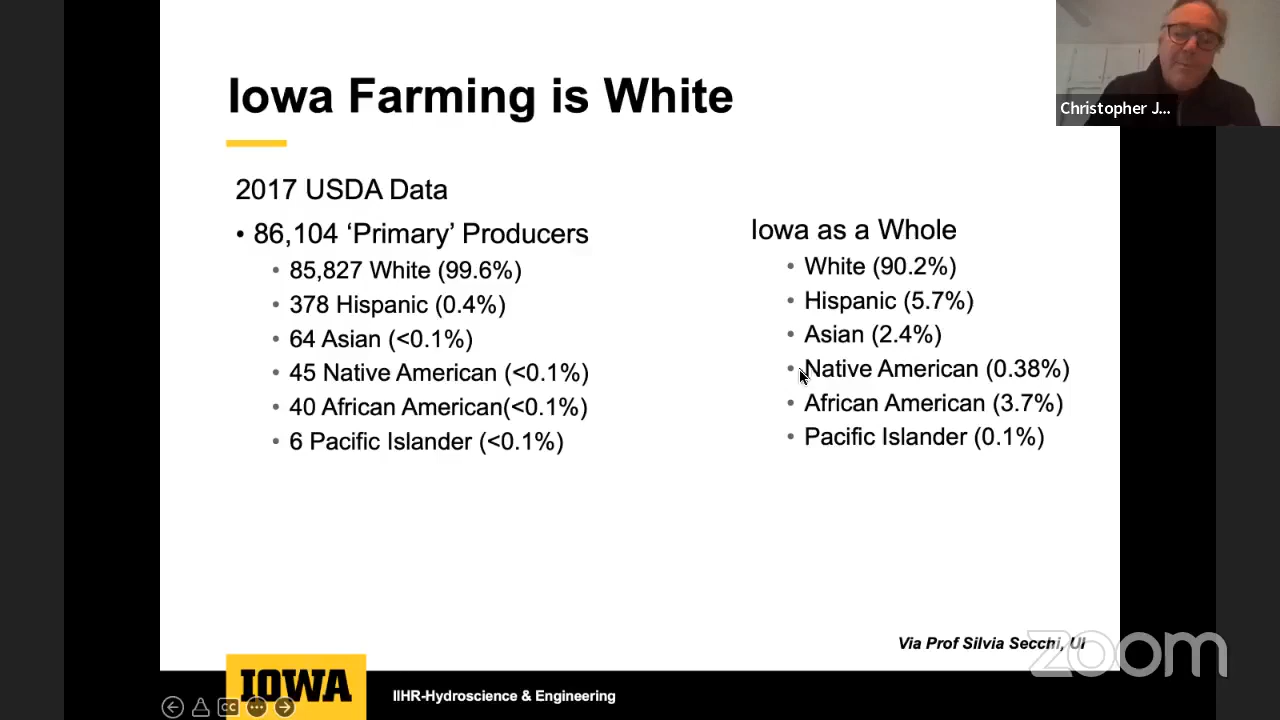 Iowa Farming is White
Christopher J...
2017 USDA Data
• 86,104 ‘Primary’ Producers
• 85,827 White (99.6%)
• 378 Hispanic (0.4%)
• 64 Asian (<0.1%)
• 45 Native American (<0.1%)
• 40 African American(<0.1%)
• 6 Pacific Islander (<0.1%)
Iowa as a Whole
• White (90.2%)
• Hispanic (5.7%)
• Asian (2.4%)
• Native American (0.38%)
• African American (3.7%)
• Pacific Islander (0.1%)
Via Prof Silvia Secchi, UI
zoom
IOWA
IIHR-Hydroscience & Engineering
CC